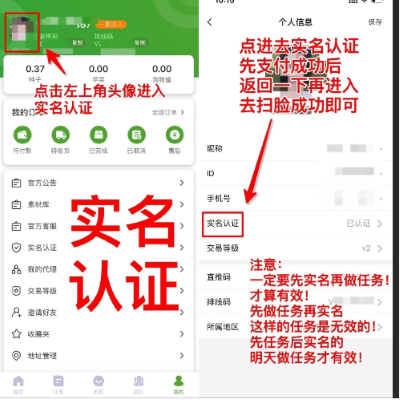 点击左上角头像进入
实名认证
0.37
0.00
0.00
种子
苹果
购物值
我的订单
全部订单 >
待付款
待收货
已完成
已取消
售后
官方公告
素材库
官方客服
实名认证
我的代理
交易等级
邀请好友
收藏夹
地址管理
实名
认证
首页
任务
团队
我的
个人信息
保存
点进去实名认证
先支付成功后
返回一下再进入
去扫脸成功即可
昵称
ID
手机号
实名认证
已认证 >
交易等级
v2 >
直推码
排线码
所属地区
注意:
一定要先实名再做任务!
才算有效!
先做任务再实名
这样的任务是无效的!
先任务后实名的
明天做任务才有效!